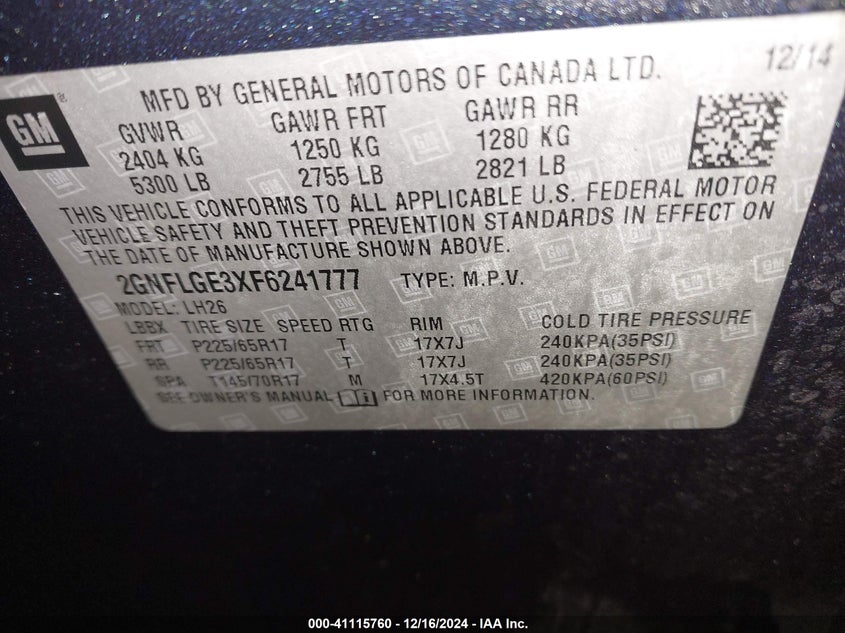 12/14
MFD BY GENERAL MOTORS OF CANADA LTD.
GM
GVWR GAWR FRT GAWR RR
2404 KG 1250 KG 1280 KG
5300 LB 2755 LB 2821 LB
THIS VEHICLE CONFORMS TO ALL APPLICABLE U.S. FEDERAL MOTOR
VEHICLE SAFETY AND THEFT PREVENTION STANDARDS IN EFFECT ON
THE DATE OF MANUFACTURE SHOWN ABOVE.
2GNFLGE3XF6241777 TYPE: M.P.V.
MODEL: LH26
LBBX TIRE SIZE SPEED RTG RIM COLD TIRE PRESSURE
FRT P225/65R17 T 17X7J 240KPA(35PSI)
RR P225/65R17 T 17X7J 240KPA(35PSI)
SPA T145/70R17 M 17X4.5T 420KPA(60PSI)
SEE OWNER'S MANUAL FOR MORE INFORMATION.
000-41115760 - 12/16/2024 - IAA Inc.